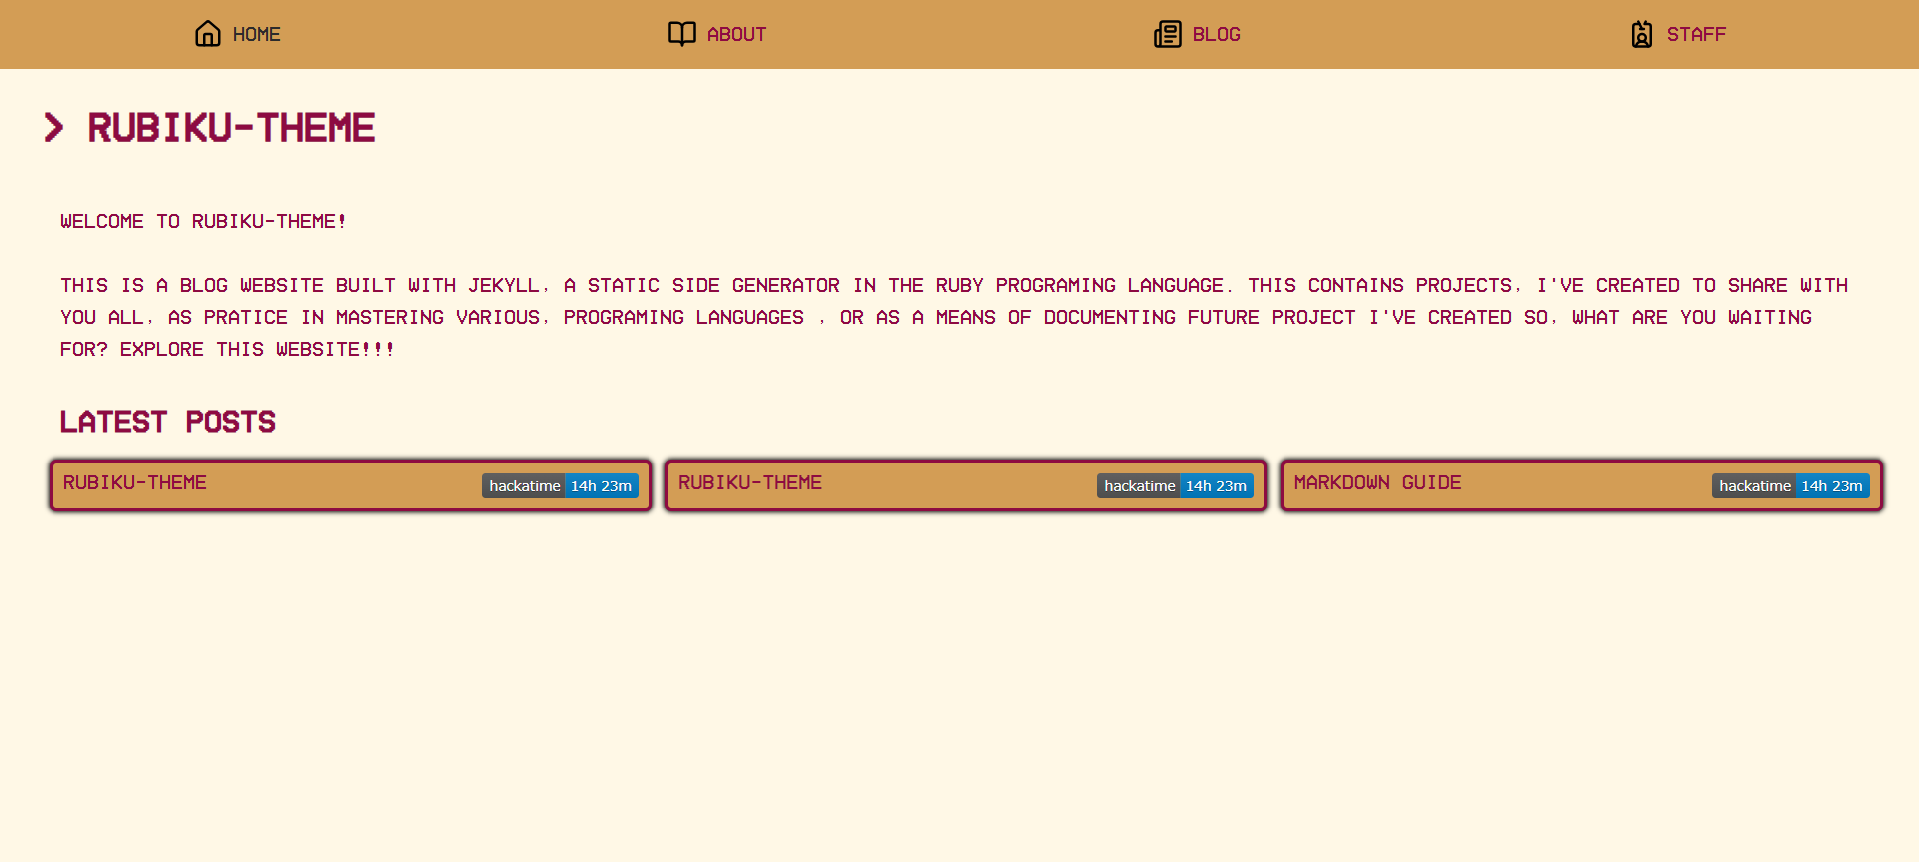 HOME
ABOUT
BLOG
STAFF
> RUBIKU-THEME
WELCOME TO RUBIKU-THEME!
THIS IS A BLOG WEBSITE BUILT WITH JEKYLL, A STATIC SIDE GENERATOR IN THE RUBY PROGRAMING LANGUAGE. THIS CONTAINS PROJECTS, I'VE CREATED TO SHARE WITH
YOU ALL, AS PRATICE IN MASTERING VARIOUS, PROGRAMING LANGUAGES , OR AS A MEANS OF DOCUMENTING FUTURE PROJECT I'VE CREATED SO, WHAT ARE YOU WAITING
FOR? EXPLORE THIS WEBSITE!!!
LATEST POSTS
RUBIKU-THEME hackatime 14h 23m
RUBIKU-THEME hackatime 14h 23m
MARKDOWN GUIDE hackatime 14h 23m